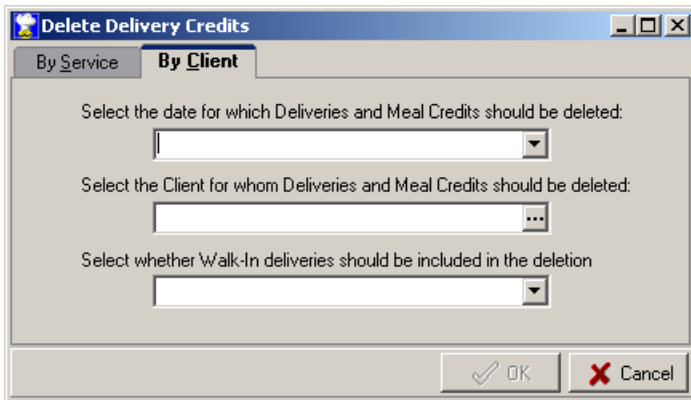 Delete Delivery Credits
By Service By Client
Select the date for which Deliveries and Meal Credits should be deleted:
Select the Client for whom Deliveries and Meal Credits should be deleted:
...
Select whether Walk-In deliveries should be included in the deletion
OK Cancel